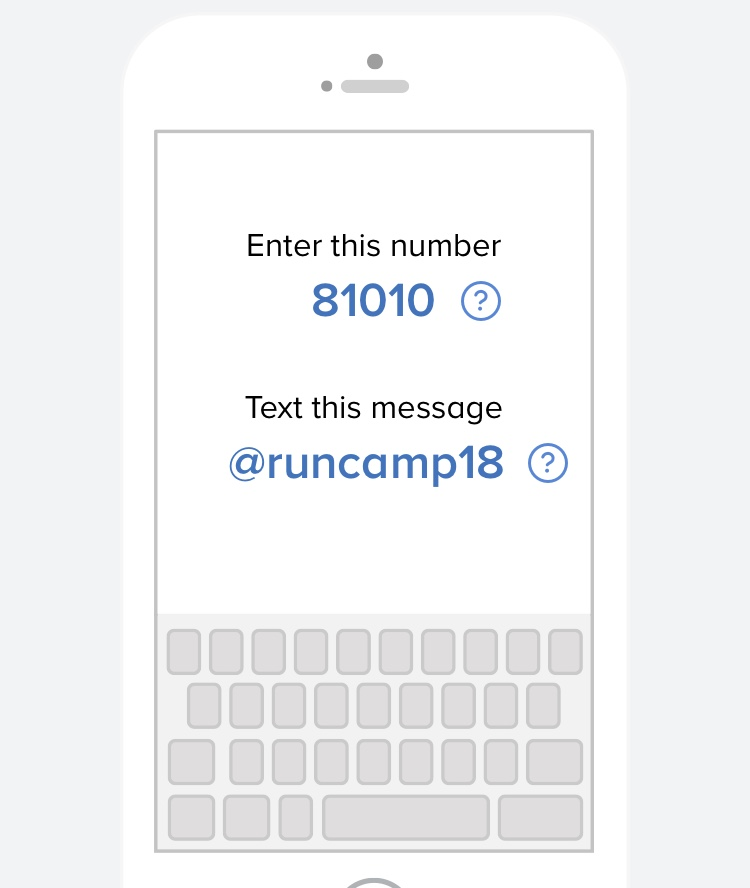 Enter this number
81010 ?
Text this message
@runcamp18 ?